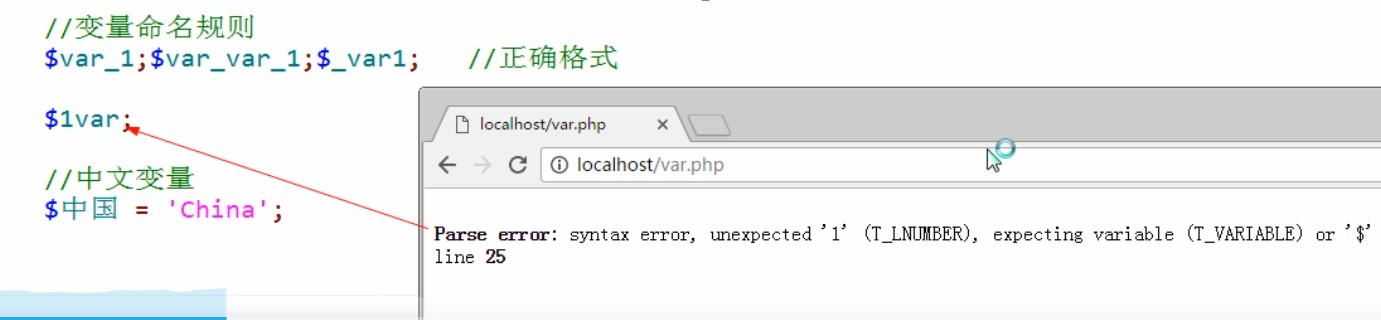 //变量命名规则
$var_1;$var_var_1;$_var1; //正确格式
$1var;
//中文变量
$中国 = 'China';
localhost/var.php
localhost/var.php
Parse error: syntax error, unexpected '1' (T_LNUMBER), expecting variable (T_VARIABLE) or '$'
line 25